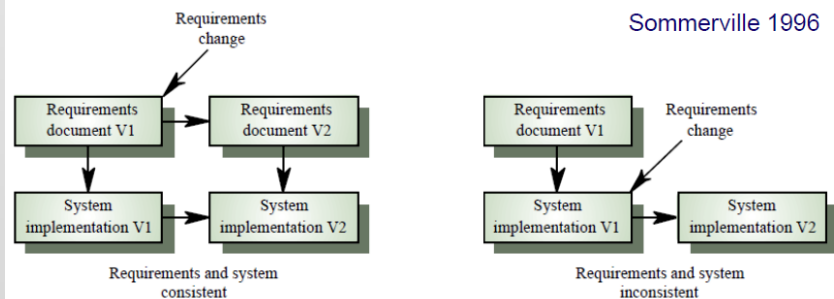 Sommerville 1996
Requirements
change
Requirements
document V1
Requirements
document V2
System
implementation V1
System
implementation V2
Requirements and system
consistent
Requirements
document V1
Requirements
change
System
implementation V1
System
implementation V2
Requirements and system
inconsistent